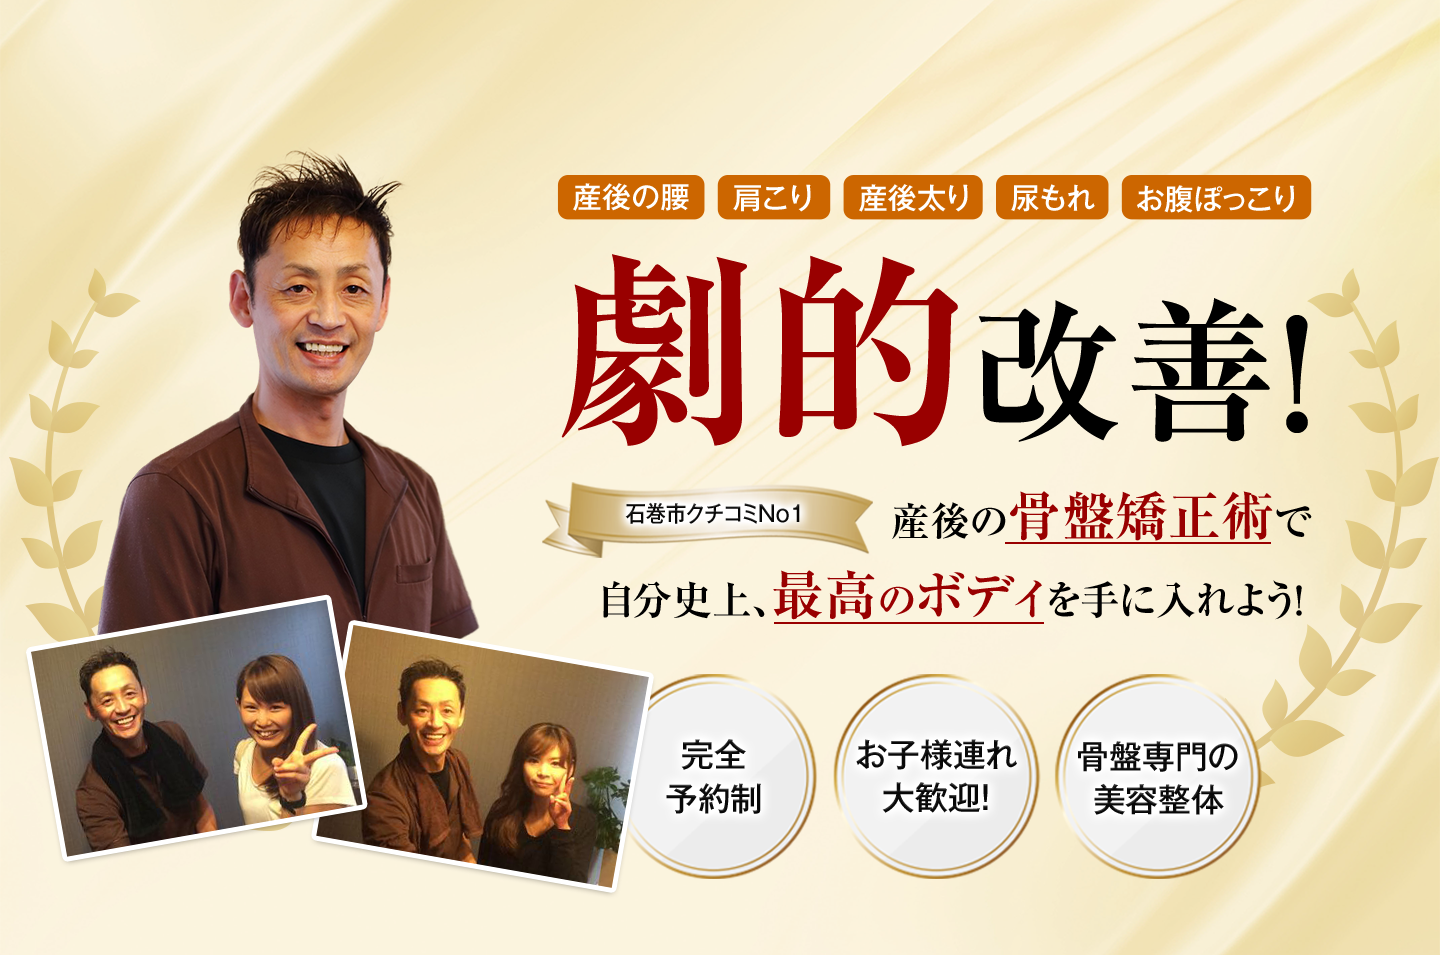 産後の腰 肩こり 産後太り 尿もれ お腹ぽっこり
劇的改善!
石巻市クチコミNo1
産後の骨盤矯正術で
自分史上、最高のボディを手に入れよう!
完全
予約制
お子様連れ
大歓迎!
骨盤専門の
美容整体